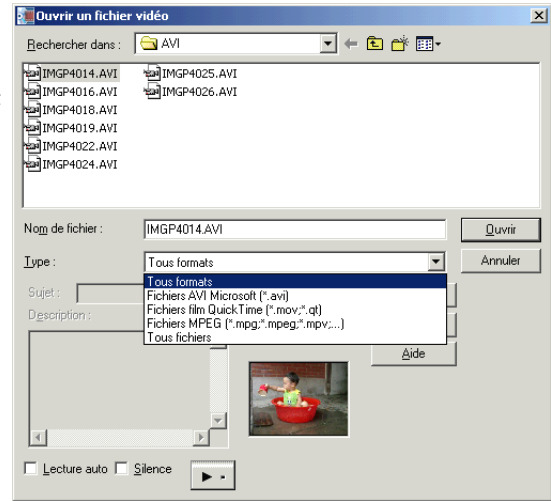 Ouvrir un fichier vidéo
Rechercher dans : AVI
IMGP4014.AVI IMGP4025.AVI
IMGP4016.AVI IMGP4026.AVI
IMGP4018.AVI
IMGP4019.AVI
IMGP4022.AVI
IMGP4024.AVI
Nom de fichier : IMGP4014.AVI Ouvrir
Type : Tous formats Annuler
Tous formats
Sujet : Fichiers AVI Microsoft (*.avi)
Fichiers film QuickTime (*.mov;*.qt)
Description : Fichiers MPEG (*.mpg;*.mpeg;*.mpv;...)
Tous fichiers
Aide
Lecture auto Silence